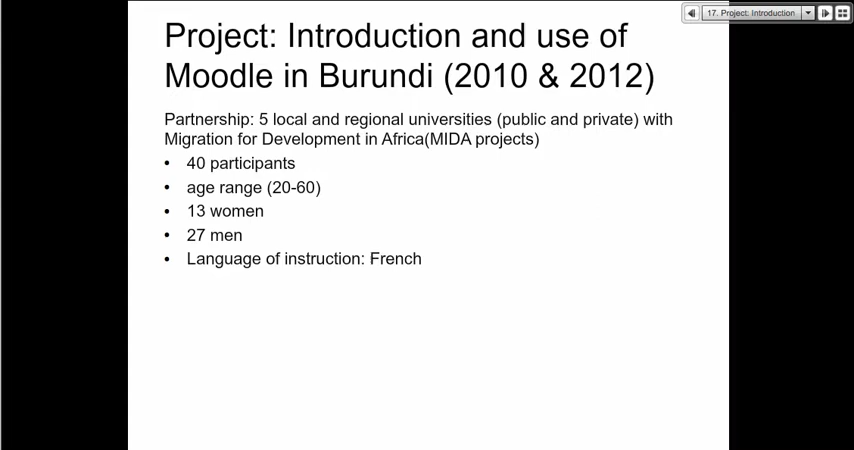 17. Project: Introduction
Project: Introduction and use of
Moodle in Burundi (2010 & 2012)
Partnership: 5 local and regional universities (public and private) with
Migration for Development in Africa(MIDA projects)
• 40 participants
• age range (20-60)
• 13 women
• 27 men
• Language of instruction: French